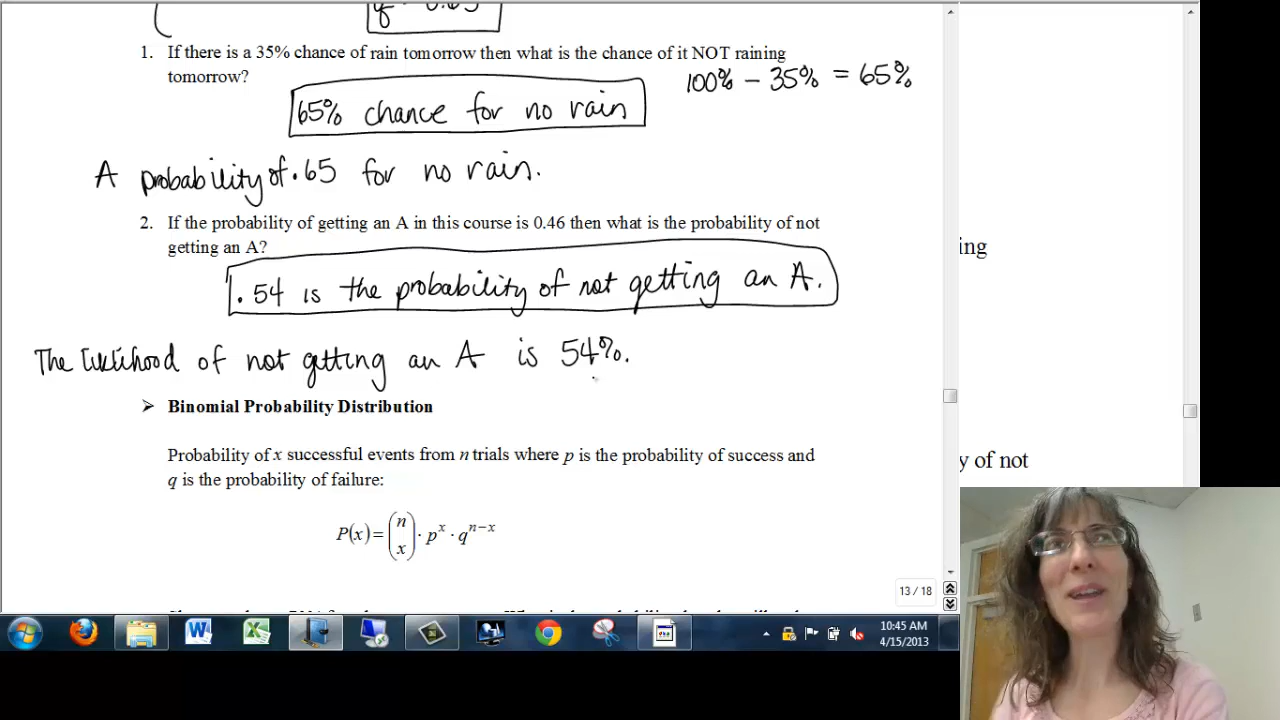 1. If there is a 35% chance of rain tomorrow then what is the chance of it NOT raining
tomorrow?
100% - 35% = 65%
65% chance for no rain
A probability of .65 for no rain.
2. If the probability of getting an A in this course is 0.46 then what is the probability of not
getting an A?
ing
.54 is the probability of not getting an A.
The liklihood of not getting an A is 54%.
➢ Binomial Probability Distribution
Probability of x successful events from n trials where p is the probability of success and
y of not
q is the probability of failure:
P(x) = (n x) · p^x · q^(n-x)
13 / 18
10:45 AM
4/15/2013